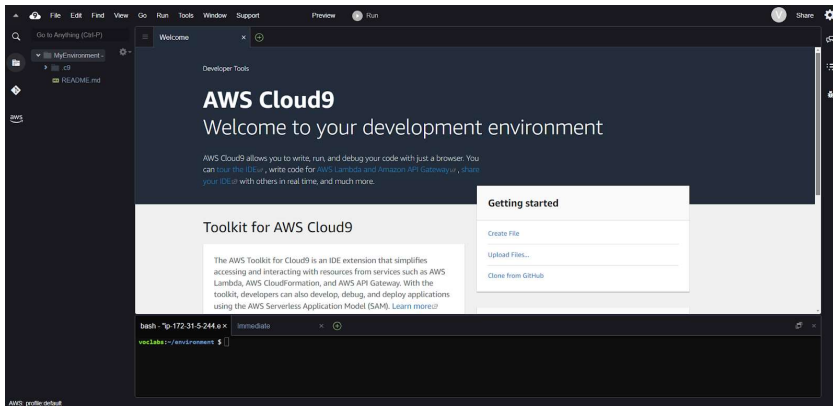 File Edit Find View Go Run Tools Window Support Preview Run V Share
Go to Anything (Ctrl-P)
MyEnvironment -
.c9
README.md
aws
Welcome
Developer Tools
AWS Cloud9
Welcome to your development environment
AWS Cloud9 allows you to write, run, and debug your code with just a browser. You
can tour the IDE, write code for AWS Lambda and Amazon API Gateway, share
your IDE with others in real time, and much more.
Getting started
Create File
Upload Files...
Clone from GitHub
Toolkit for AWS Cloud9
The AWS Toolkit for Cloud9 is an IDE extension that simplifies
accessing and interacting with resources from services such as AWS
Lambda, AWS CloudFormation, and AWS API Gateway. With the
toolkit, developers can also develop, debug, and deploy applications
using the AWS Serverless Application Model (SAM). Learn more
bash - "ip-172-31-5-244.e × Immediate ×
voclabs:~/environment $
AWS: profile:default